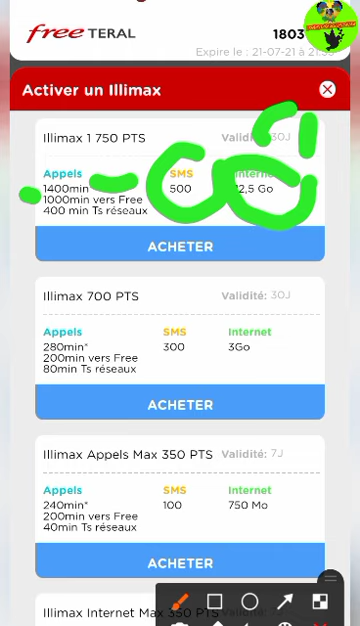 free TERAL
1803
Expire le : 21-07-21 à 21:
Activer un Illimax
Illimax 1 750 PTS Validité: 30J
Appels SMS Internet
1400min 500 12,5 Go
1000min vers Free
400 min Ts réseaux
ACHETER
Illimax 700 PTS Validité: 30J
Appels SMS Internet
280min* 300 3Go
200min vers Free
80min Ts réseaux
ACHETER
Illimax Appels Max 350 PTS Validité: 7J
Appels SMS Internet
240min* 100 750 Mo
200min vers Free
40min Ts réseaux
ACHETER
Illimax Internet Max 350 PTS